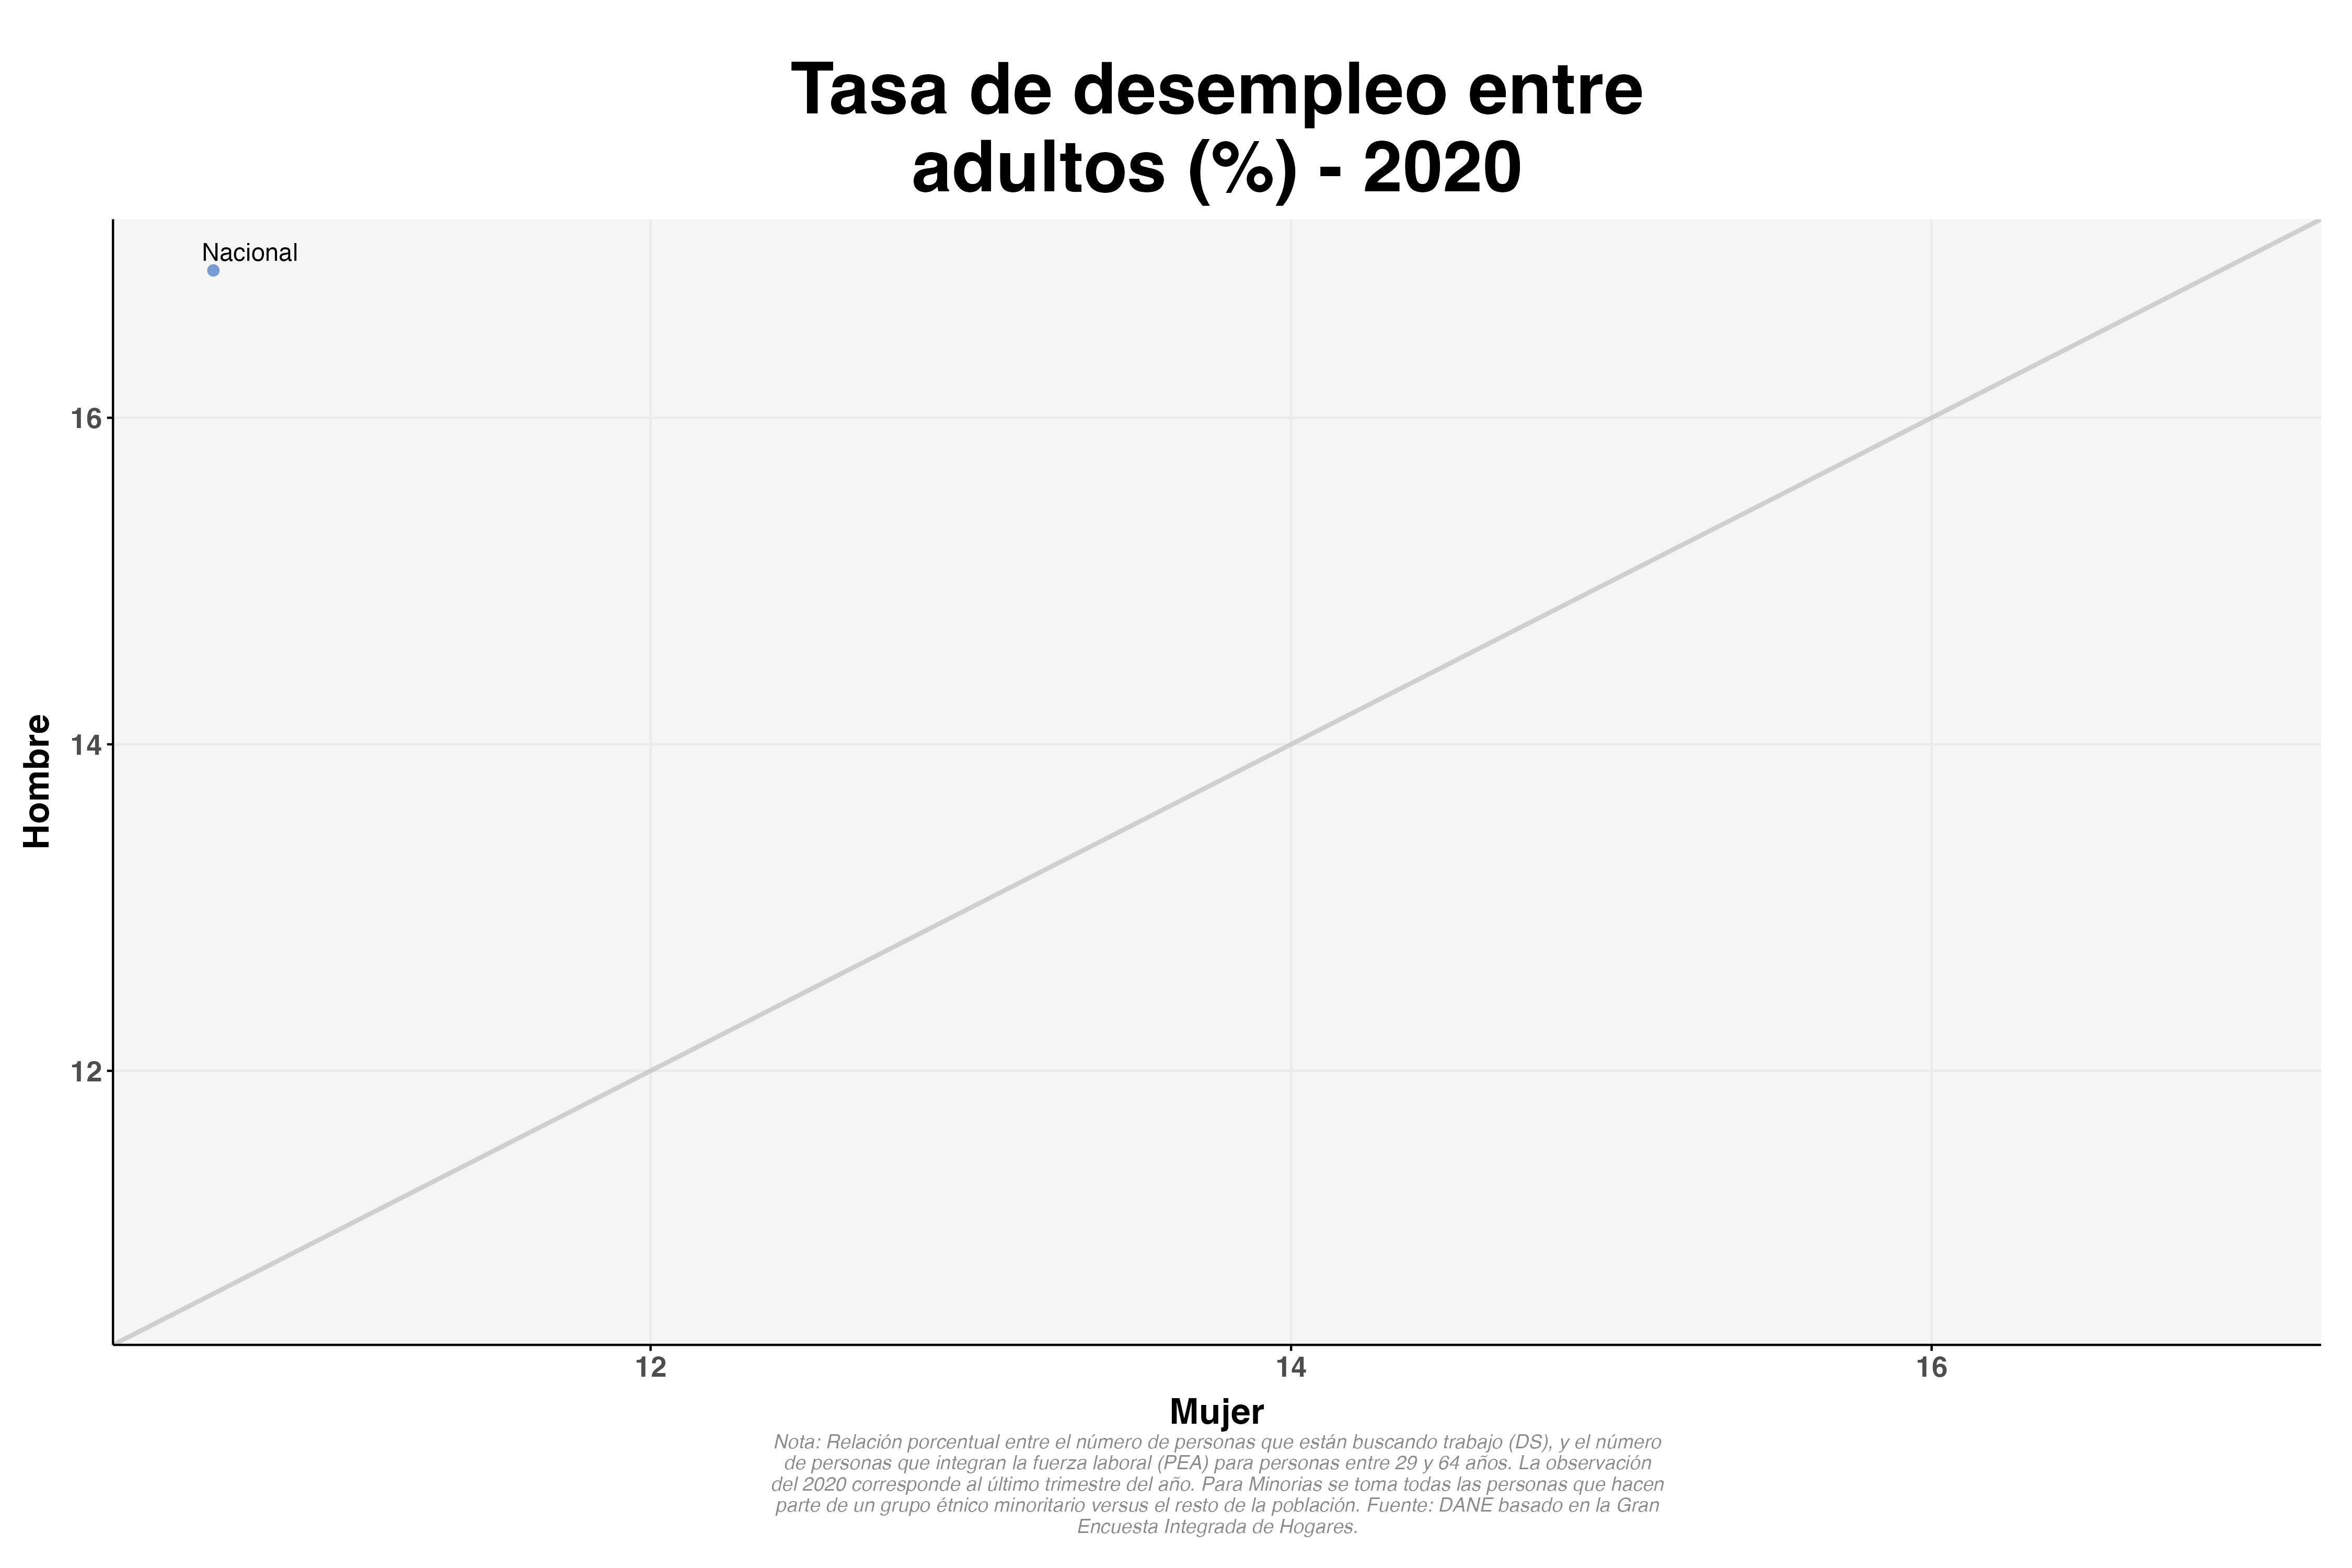 Tasa de desempleo entre
adultos (%) - 2020
Nacional
16
14
12
Hombre
12
14
16
Mujer
Nota: Relación porcentual entre el número de personas que están buscando trabajo (DS), y el número
de personas que integran la fuerza laboral (PEA) para personas entre 29 y 64 años. La observación
del 2020 corresponde al último trimestre del año. Para Minorias se toma todas las personas que hacen
parte de un grupo étnico minoritario versus el resto de la población. Fuente: DANE basado en la Gran
Encuesta Integrada de Hogares.